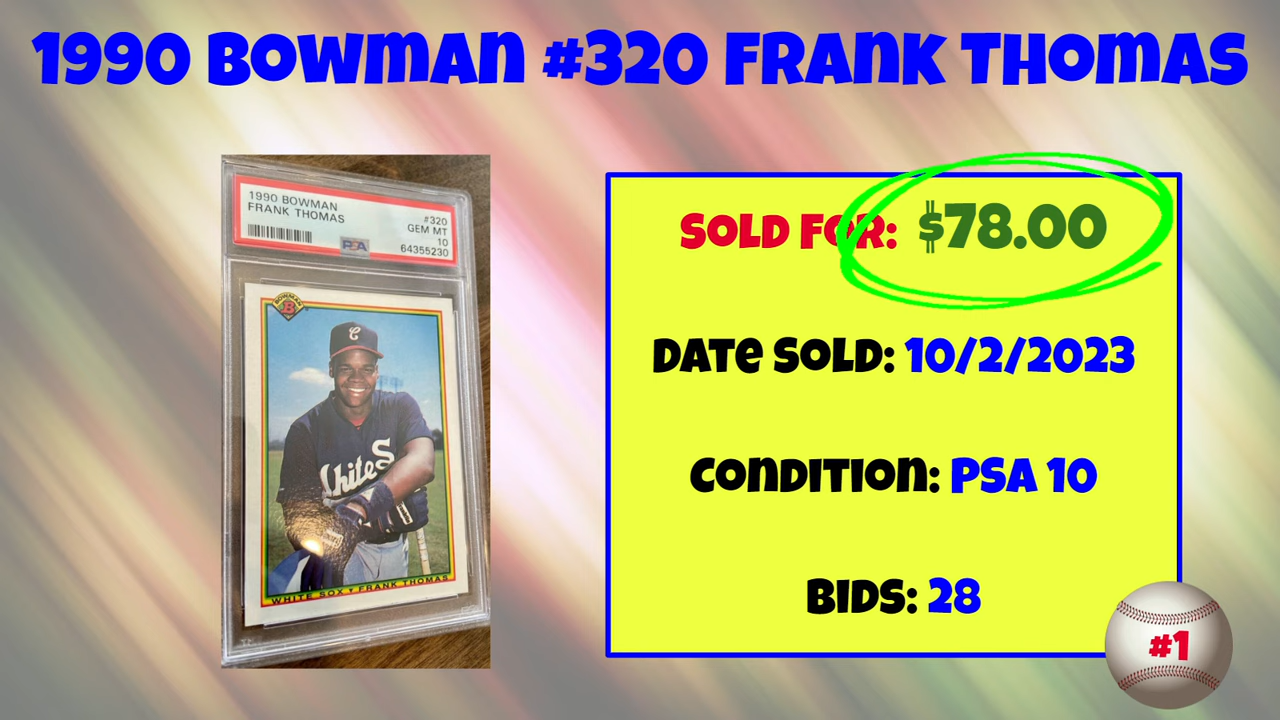 1990 BOWMAN #320 FRANK THOMAS
1990 BOWMAN
FRANK THOMAS
#320
GEM MT
10
PSA
64355230
BOWMAN
B
C
White S
WHITE SOX • FRANK THOMAS
SOLD FOR: $78.00
DATE SOLD: 10/2/2023
CONDITION: PSA 10
BIDS: 28
#1